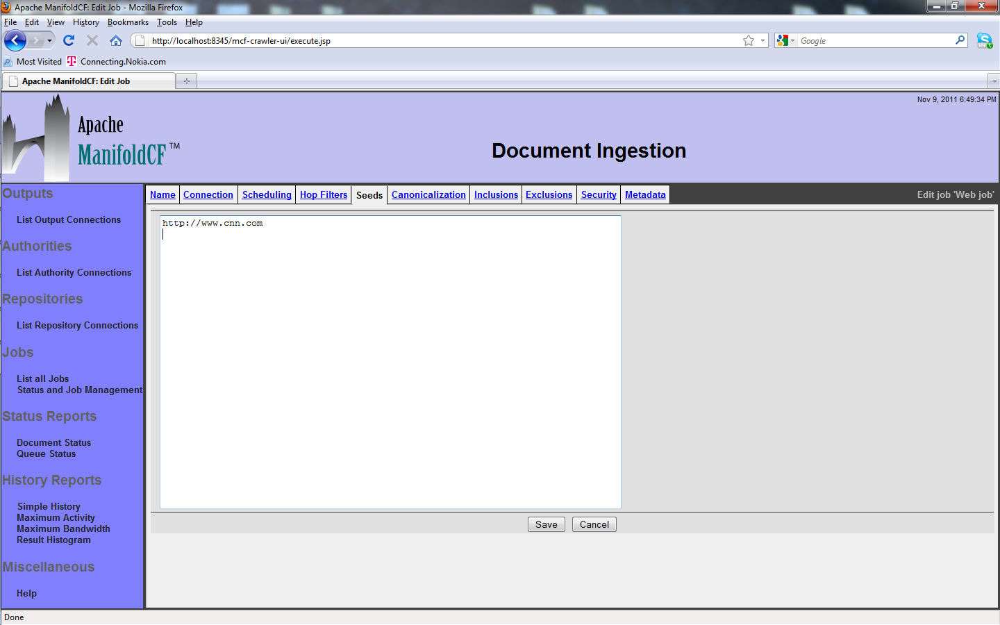 Apache ManifoldCF: Edit Job - Mozilla Firefox
File Edit View History Bookmarks Tools Help
http://localhost:8345/mcf-crawler-ui/execute.jsp
Google
Most Visited Connecting.Nokia.com
Apache ManifoldCF: Edit Job
Nov 9, 2011 6:49:34 PM
Apache
ManifoldCF™
Document Ingestion
Name Connection Scheduling Hop Filters Seeds Canonicalization Inclusions Exclusions Security Metadata Edit job 'Web job'
Outputs
List Output Connections
Authorities
List Authority Connections
Repositories
List Repository Connections
Jobs
List all Jobs
Status and Job Management
Status Reports
Document Status
Queue Status
History Reports
Simple History
Maximum Activity
Maximum Bandwidth
Result Histogram
Miscellaneous
Help
http://www.cnn.com
Save Cancel
Done